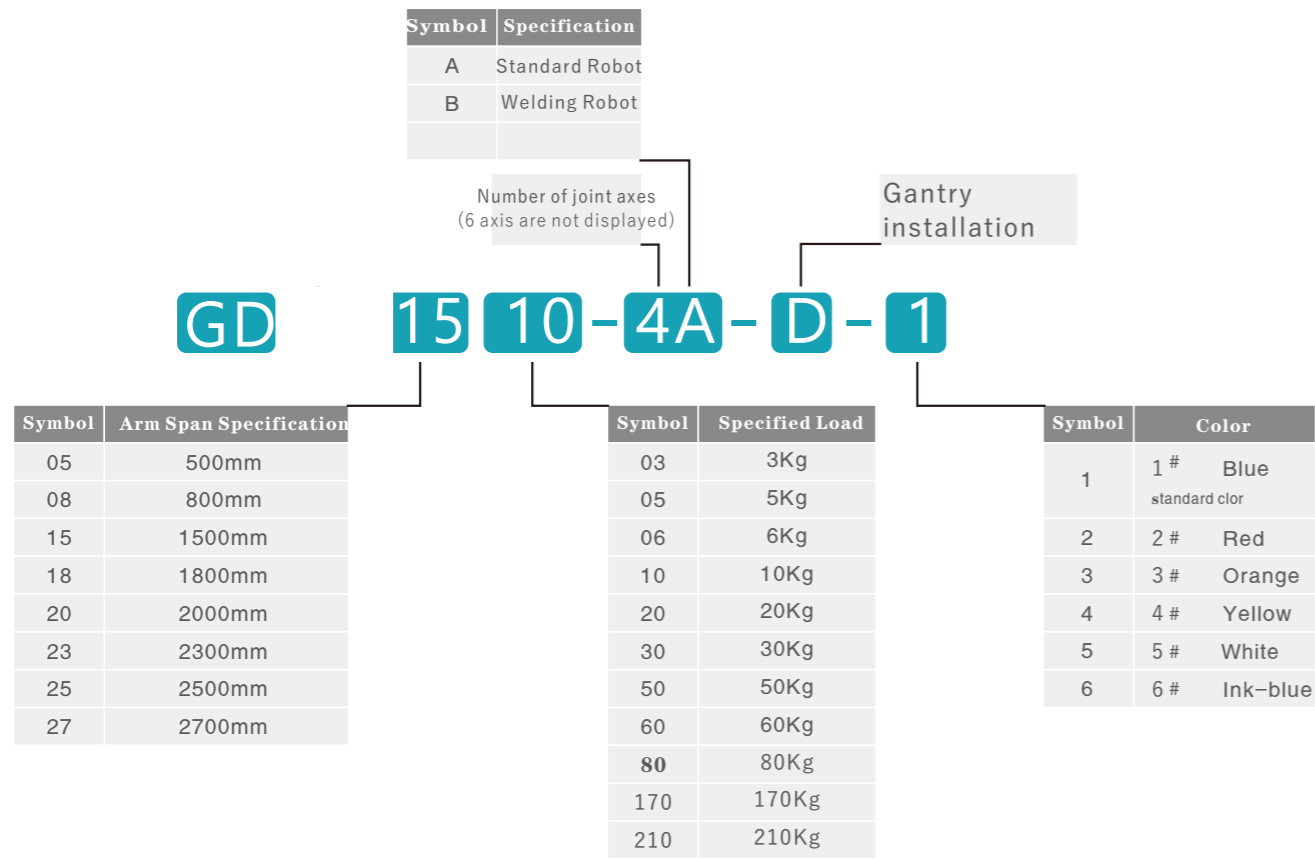 Symbol Specification
A Standard Robot
B Welding Robot
Number of joint axes
(6 axis are not displayed)
Gantry
installation
GD 15 10-4A-D-1
Symbol Arm Span Specification
05 500mm
08 800mm
15 1500mm
18 1800mm
20 2000mm
23 2300mm
25 2500mm
27 2700mm
Symbol Specified Load
03 3Kg
05 5Kg
06 6Kg
10 10Kg
20 20Kg
30 30Kg
50 50Kg
60 60Kg
80 80Kg
170 170Kg
210 210Kg
Symbol Color
1 1# Blue
standard clor
2 2# Red
3 3# Orange
4 4# Yellow
5 5# White
6 6# Ink-blue